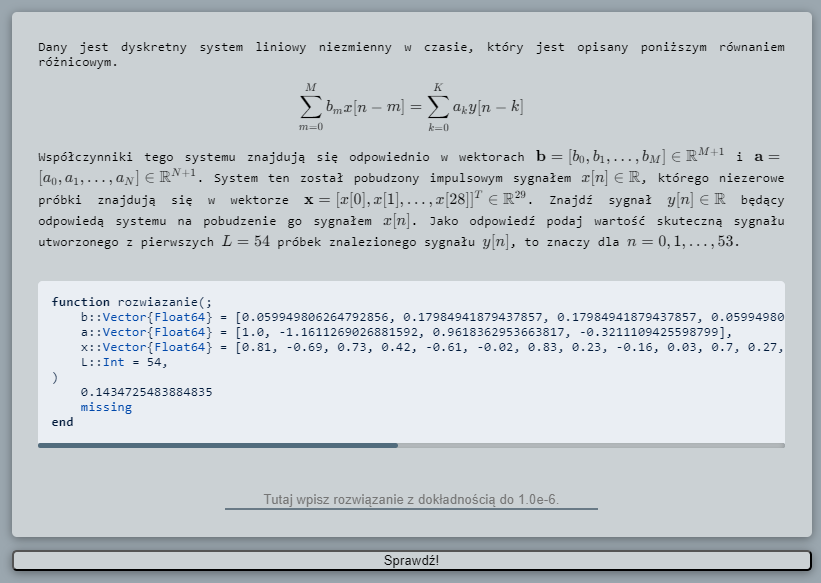 Dany jest dyskretny system liniowy niezmienny w czasie, który jest opisany poniższym równaniem
różnicowym.
$$\sum_{m=0}^{M} b_m x[n-m] = \sum_{k=0}^{K} a_k y[n-k]$$
Współczynniki tego systemu znajdują się odpowiednio w wektorach $\mathbf{b} = [b_0, b_1, \ldots, b_M] \in \mathbb{R}^{M+1}$ i $\mathbf{a} =$
$[a_0, a_1, \ldots, a_N] \in \mathbb{R}^{N+1}$. System ten został pobudzony impulsowym sygnałem $x[n] \in \mathbb{R}$, którego niezerowe
próbki znajdują się w wektorze $\mathbf{x} = [x[0], x[1], \ldots, x[28]]^T \in \mathbb{R}^{29}$. Znajdź sygnał $y[n] \in \mathbb{R}$ będący
odpowiedą systemu na pobudzenie go sygnałem $x[n]$. Jako odpowiedź podaj wartość skuteczną sygnału
utworzonego z pierwszych $L = 54$ próbek znalezionego sygnału $y[n]$, to znaczy dla $n = 0, 1, \ldots, 53$.
function rozwiazanie(;
b::Vector{Float64} = [0.059949806264792856, 0.17984941879437857, 0.17984941879437857, 0.05994980
a::Vector{Float64} = [1.0, -1.1611269026881592, 0.9618362953663817, -0.3211109425598799],
x::Vector{Float64} = [0.81, -0.69, 0.73, 0.42, -0.61, -0.02, 0.83, 0.23, -0.16, 0.03, 0.7, 0.27,
L::Int = 54,
)
0.1434725483884835
missing
end
Tutaj wpisz rozwiązanie z dokładnością do 1.0e-6.
Sprawdź!